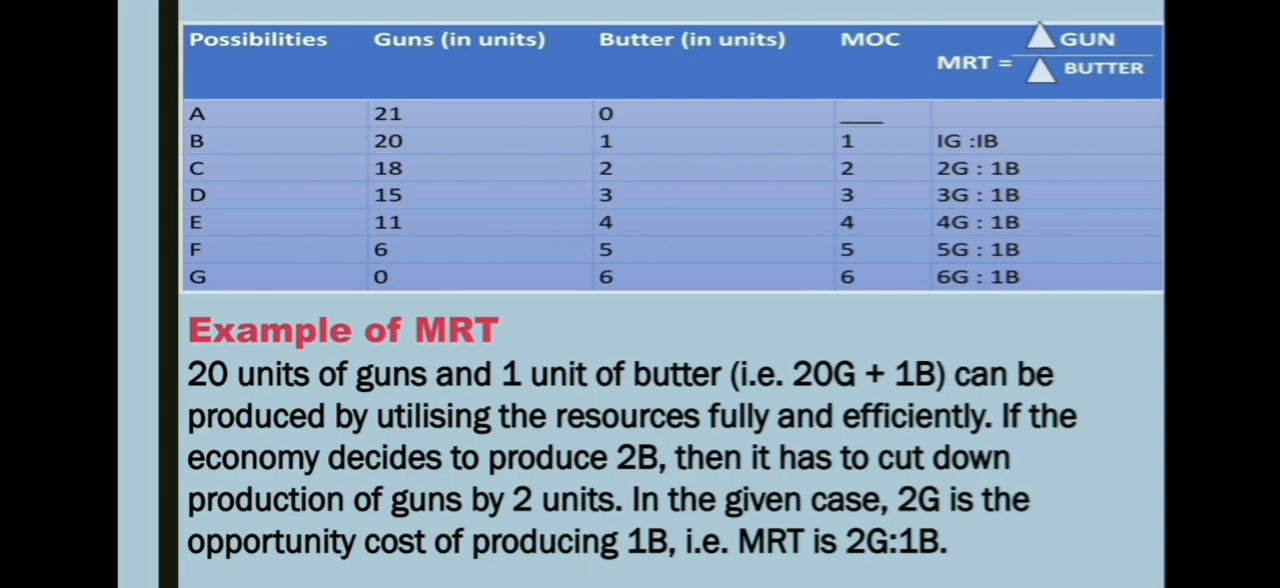 Possibilities Guns (in units) Butter (in units) MOC MRT = △GUN / △BUTTER
A 21 0 ___
B 20 1 1 IG :IB
C 18 2 2 2G : 1B
D 15 3 3 3G : 1B
E 11 4 4 4G : 1B
F 6 5 5 5G : 1B
G 0 6 6 6G : 1B
Example of MRT
20 units of guns and 1 unit of butter (i.e. 20G + 1B) can be
produced by utilising the resources fully and efficiently. If the
economy decides to produce 2B, then it has to cut down
production of guns by 2 units. In the given case, 2G is the
opportunity cost of producing 1B, i.e. MRT is 2G:1B.